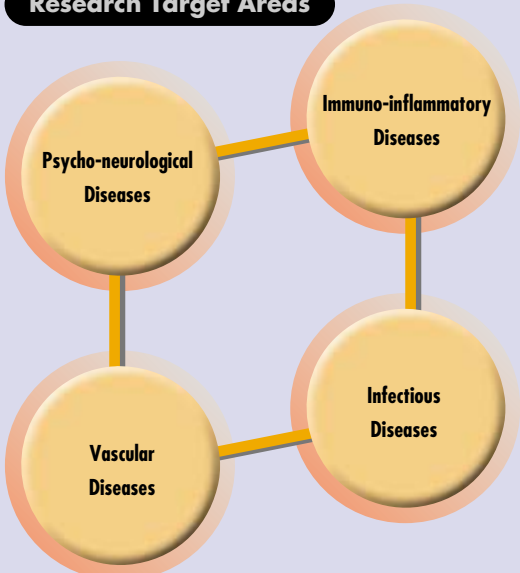 Research Target Areas
Immuno-inflammatory
Diseases
Psycho-neurological
Diseases
Infectious
Diseases
Vascular
Diseases